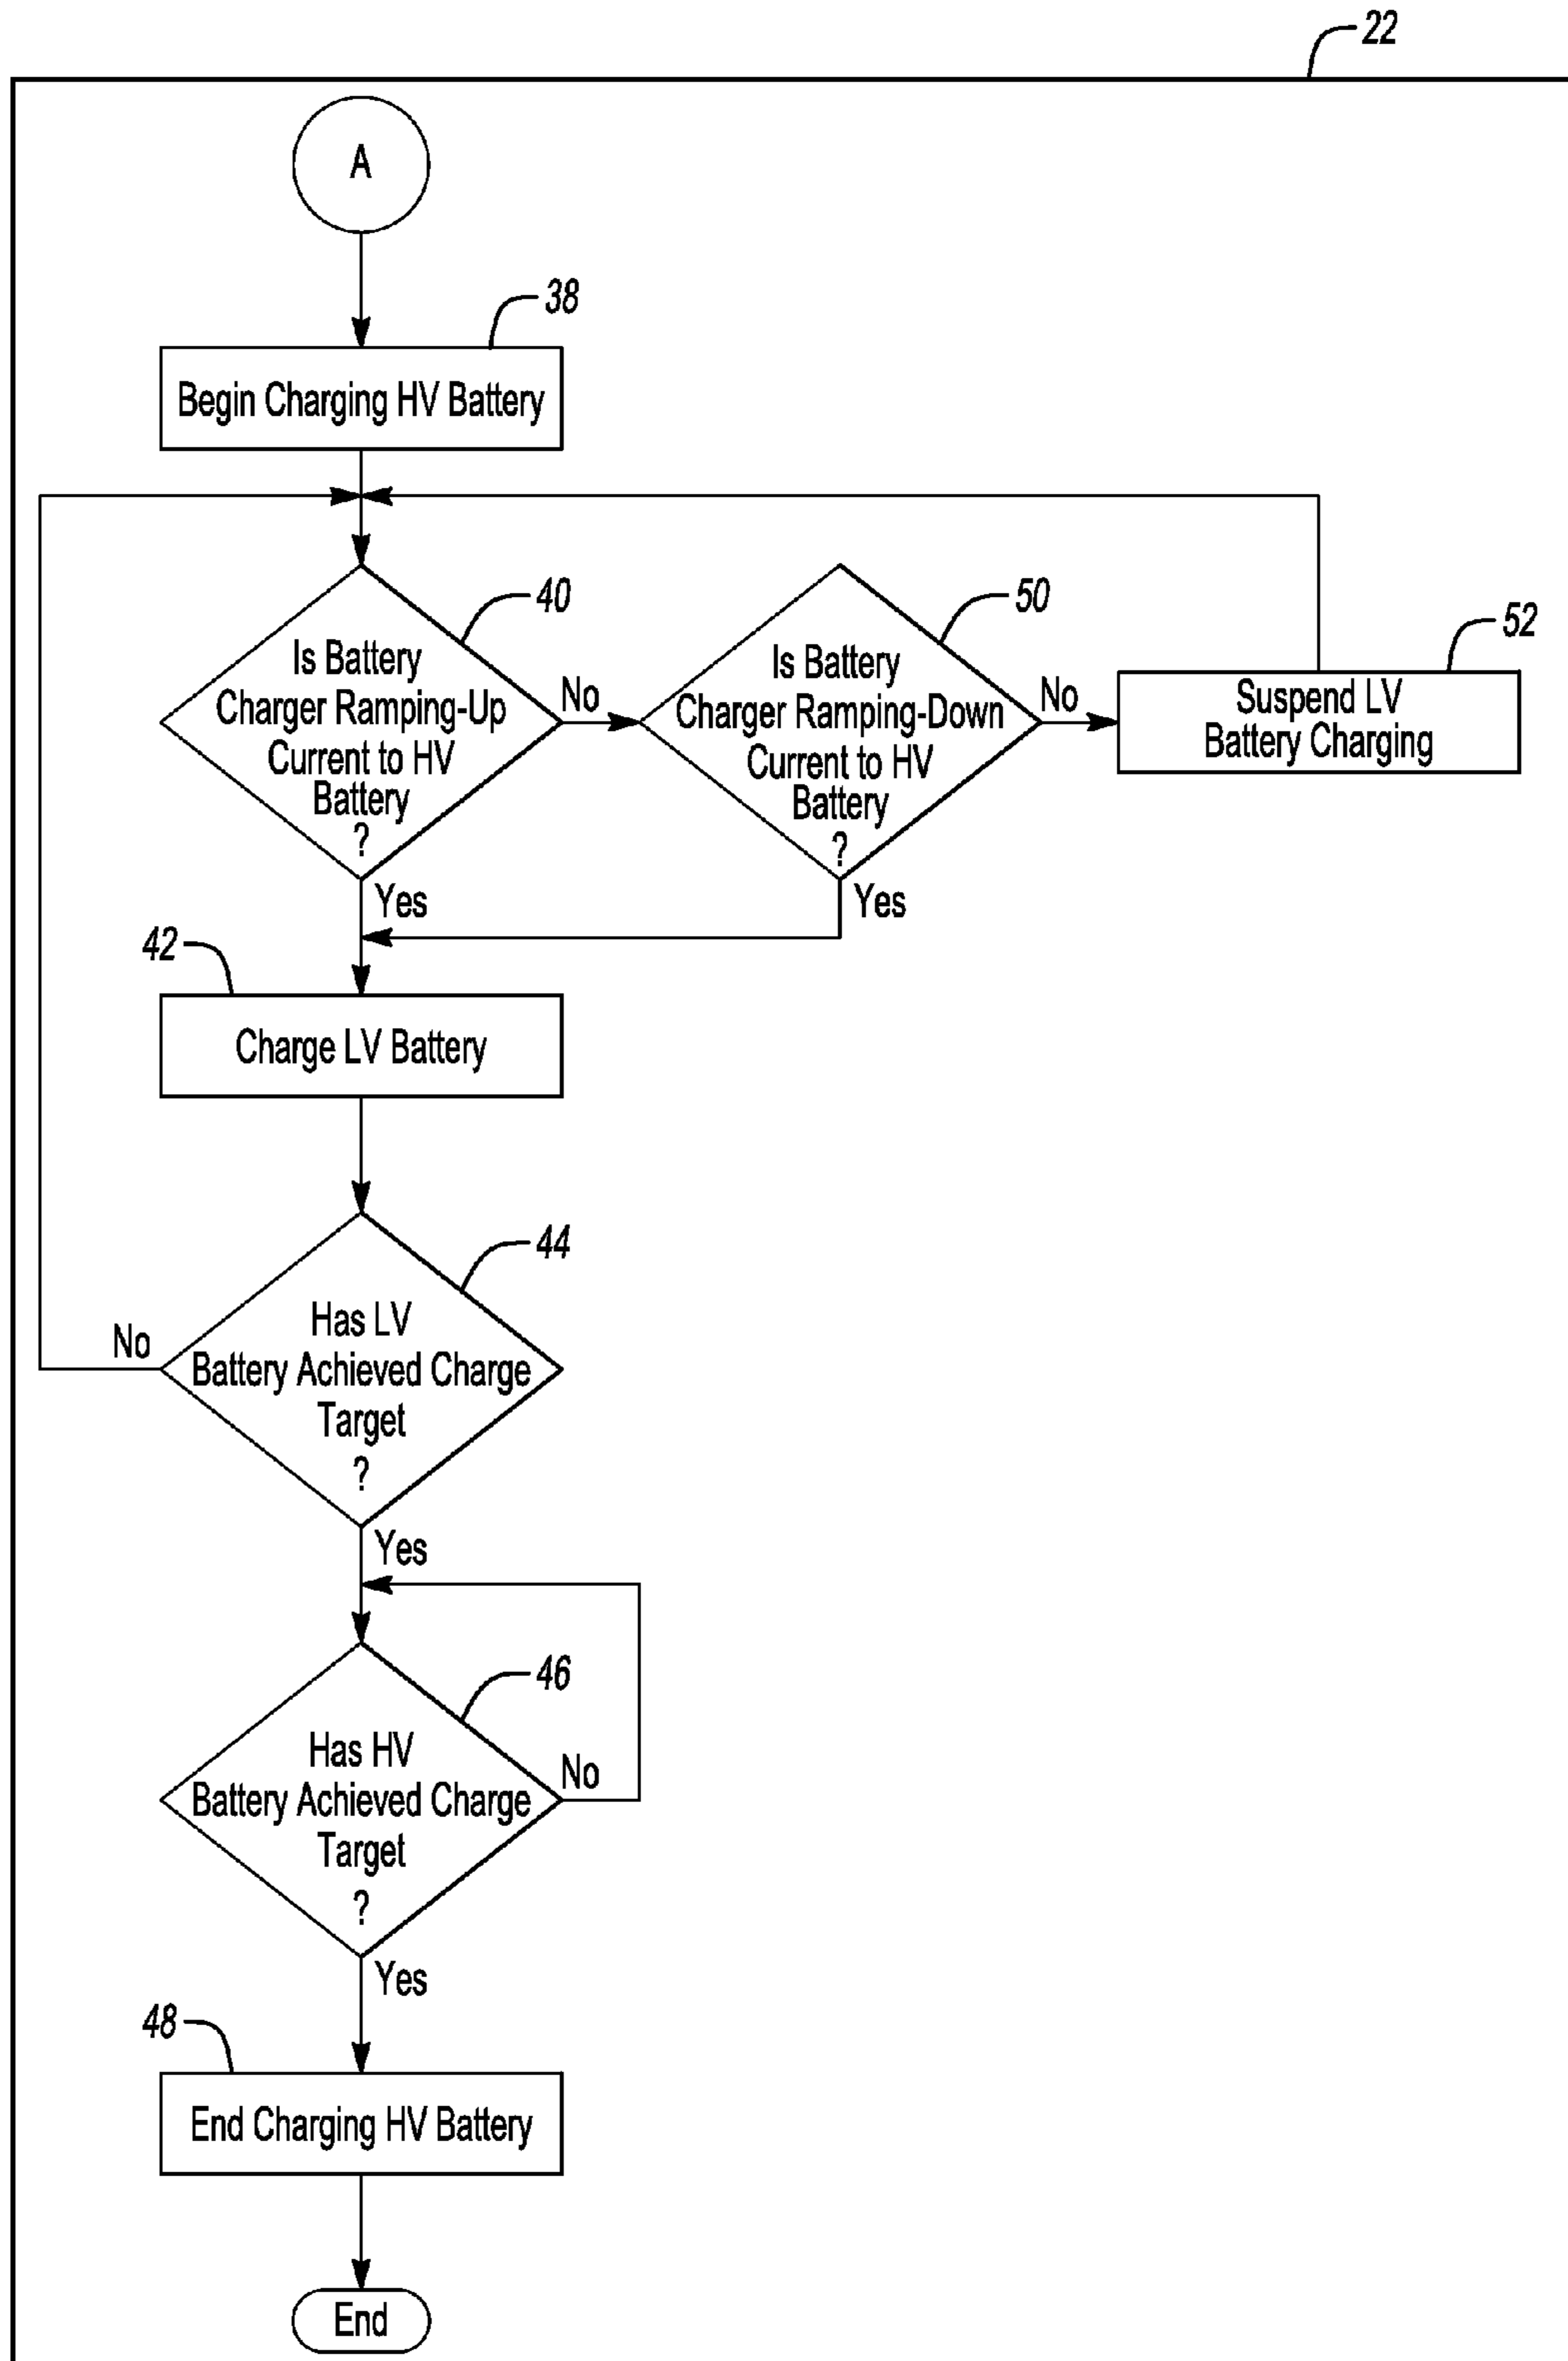 22
A
38
Begin Charging HV Battery
40
Is Battery
Charger Ramping-Up
Current to HV
Battery
?
No
Yes
50
Is Battery
Charger Ramping-Down
Current to HV
Battery
?
No
Yes
52
Suspend LV
Battery Charging
42
Charge LV Battery
44
Has LV
Battery Achieved Charge
Target
?
No
Yes
46
Has HV
Battery Achieved Charge
Target
?
No
Yes
48
End Charging HV Battery
End